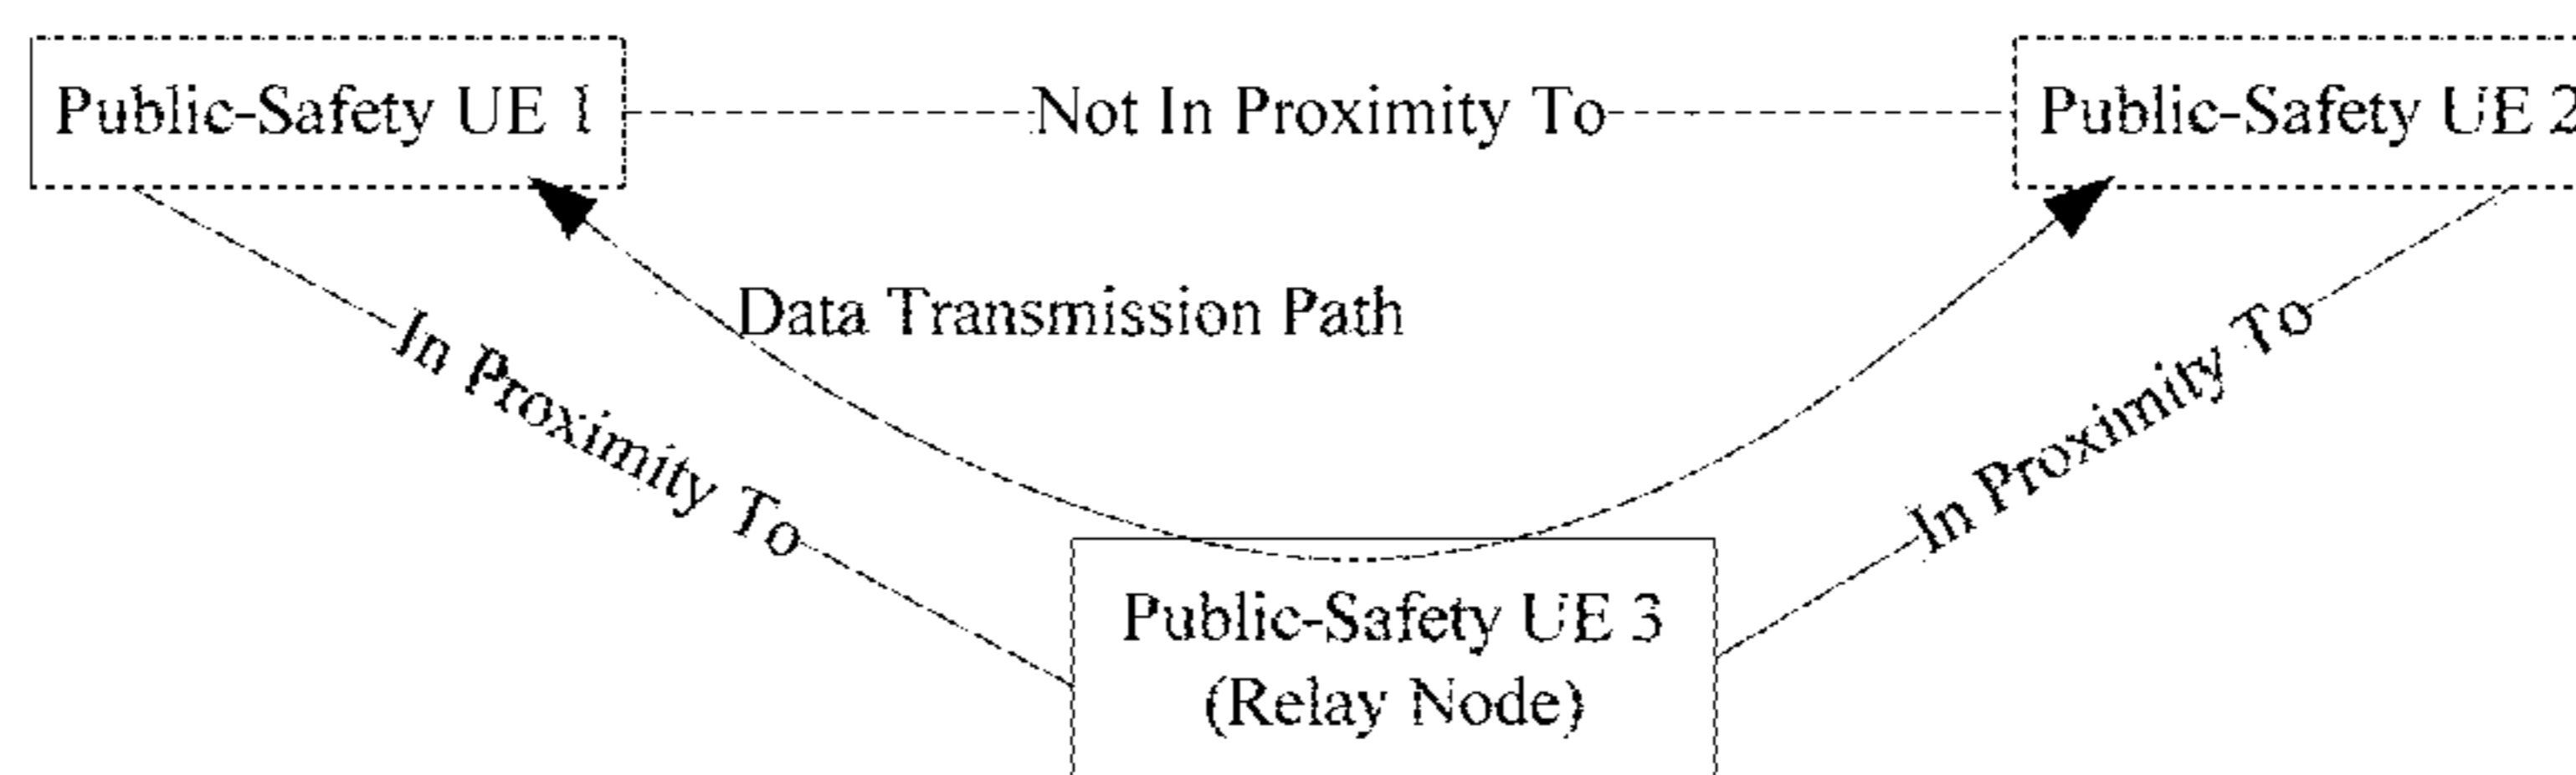 Public-Safety UE 1
Not In Proximity To
Public-Safety UE 2
Data Transmission Path
In Proximity To
In Proximity To
Public-Safety UE 3
(Relay Node)